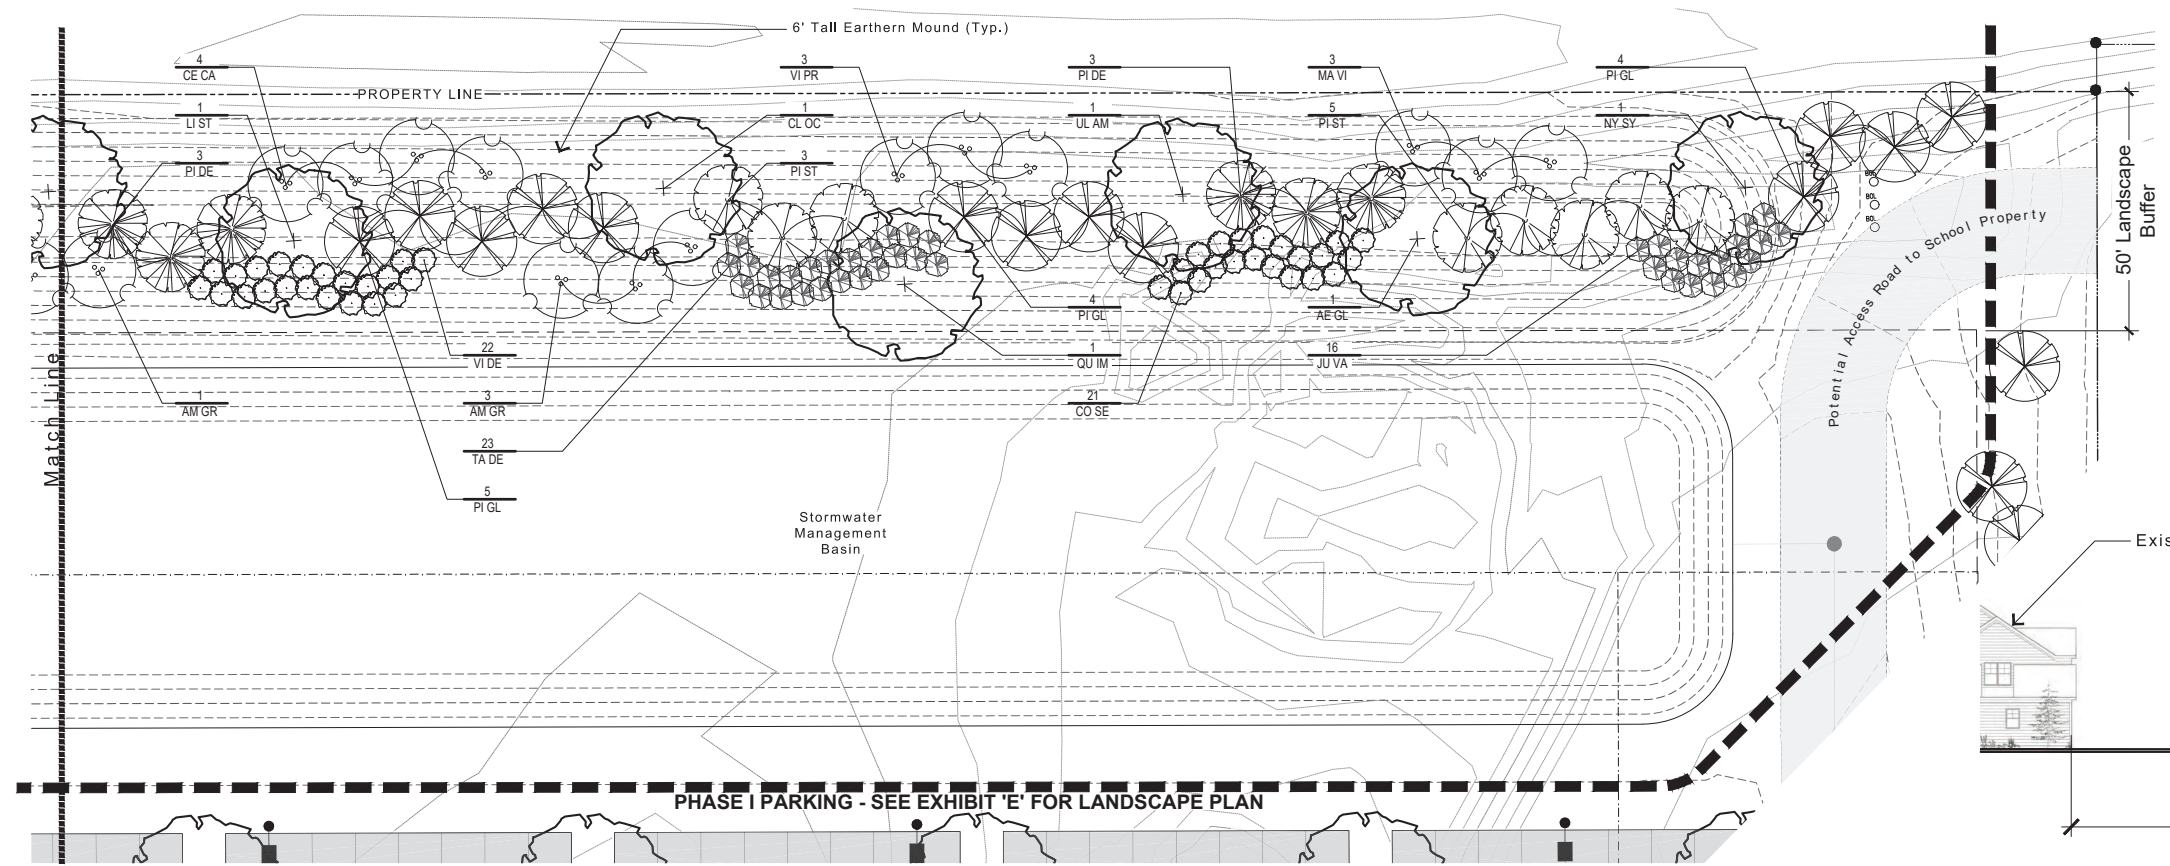 6' Tall Earthern Mound (Typ.)
4
CE CA
3
VI PR
3
PI DE
3
MA VI
4
PI GL
PROPERTY LINE
1
LI ST
1
CL OC
1
UL AM
5
PI ST
1
NY SY
3
PI DE
3
PI ST
BOL
BOL
BOL
50' Landscape
Buffer
Potential Access Road to School Property
4
PI GL
1
AE GL
22
VI DE
1
QU IM
16
JU VA
1
AM GR
3
AM GR
21
CO SE
Match Line
23
TA DE
5
PI GL
Stormwater
Management
Basin
Exis
PHASE I PARKING - SEE EXHIBIT 'E' FOR LANDSCAPE PLAN